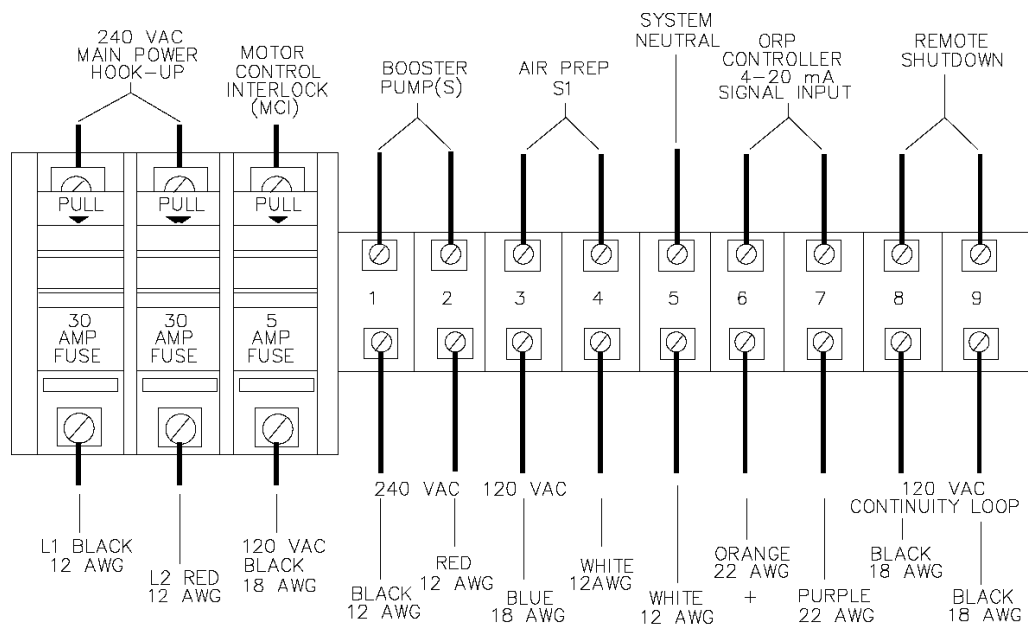 240 VAC
MAIN POWER
HOOK-UP
MOTOR
CONTROL
INTERLOCK
(MCI)
BOOSTER
PUMP(S)
AIR PREP
S1
SYSTEM
NEUTRAL
ORP
CONTROLLER
4-20 mA
SIGNAL INPUT
REMOTE
SHUTDOWN
PULL
PULL
PULL
30
AMP
FUSE
30
AMP
FUSE
5
AMP
FUSE
1
2
3
4
5
6
7
8
9
240 VAC
120 VAC
120 VAC
CONTINUITY LOOP
L1 BLACK
12 AWG
L2 RED
12 AWG
120 VAC
BLACK
18 AWG
BLACK
12 AWG
RED
12 AWG
BLUE
18 AWG
WHITE
12AWG
WHITE
12 AWG
ORANGE
22 AWG
+
PURPLE
22 AWG
BLACK
18 AWG
BLACK
18 AWG